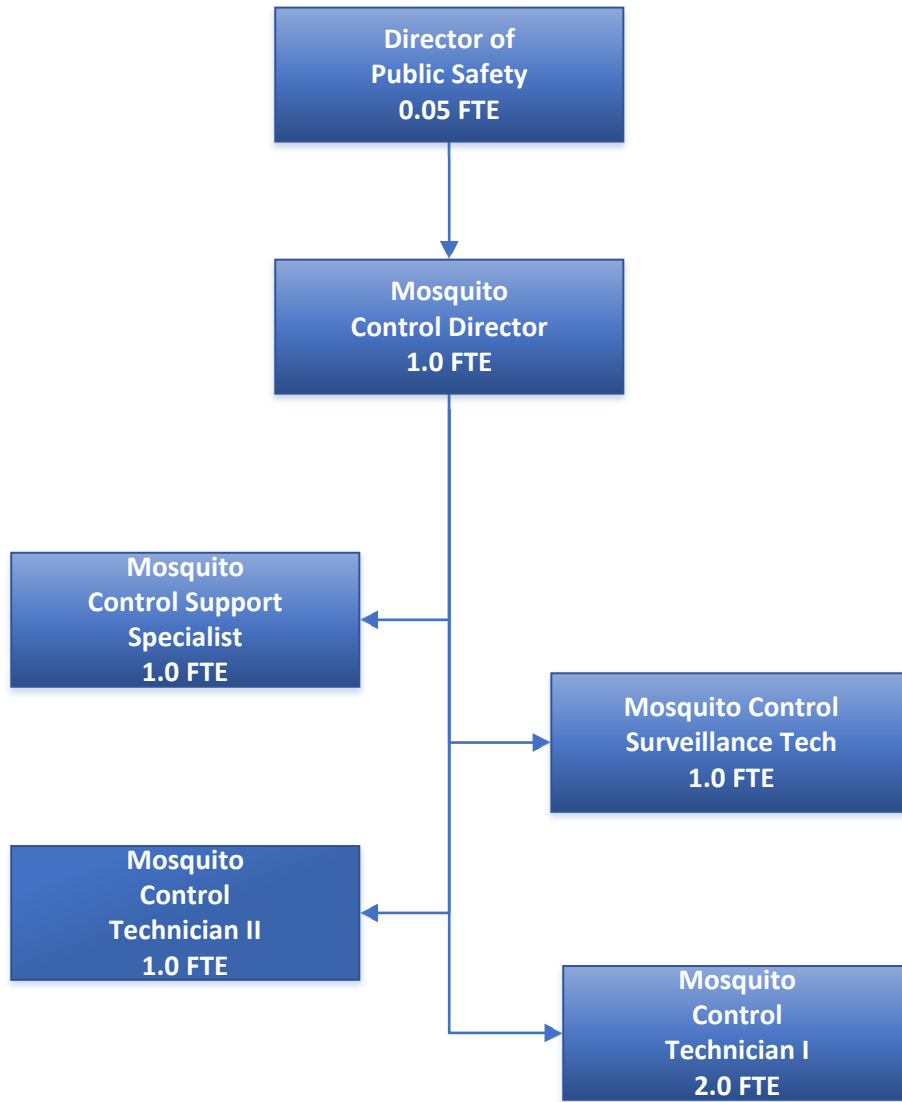 Director of
Public Safety
0.05 FTE
Mosquito
Control Director
1.0 FTE
Mosquito
Control Support
Specialist
1.0 FTE
Mosquito Control
Surveillance Tech
1.0 FTE
Mosquito
Control
Technician II
1.0 FTE
Mosquito
Control
Technician I
2.0 FTE